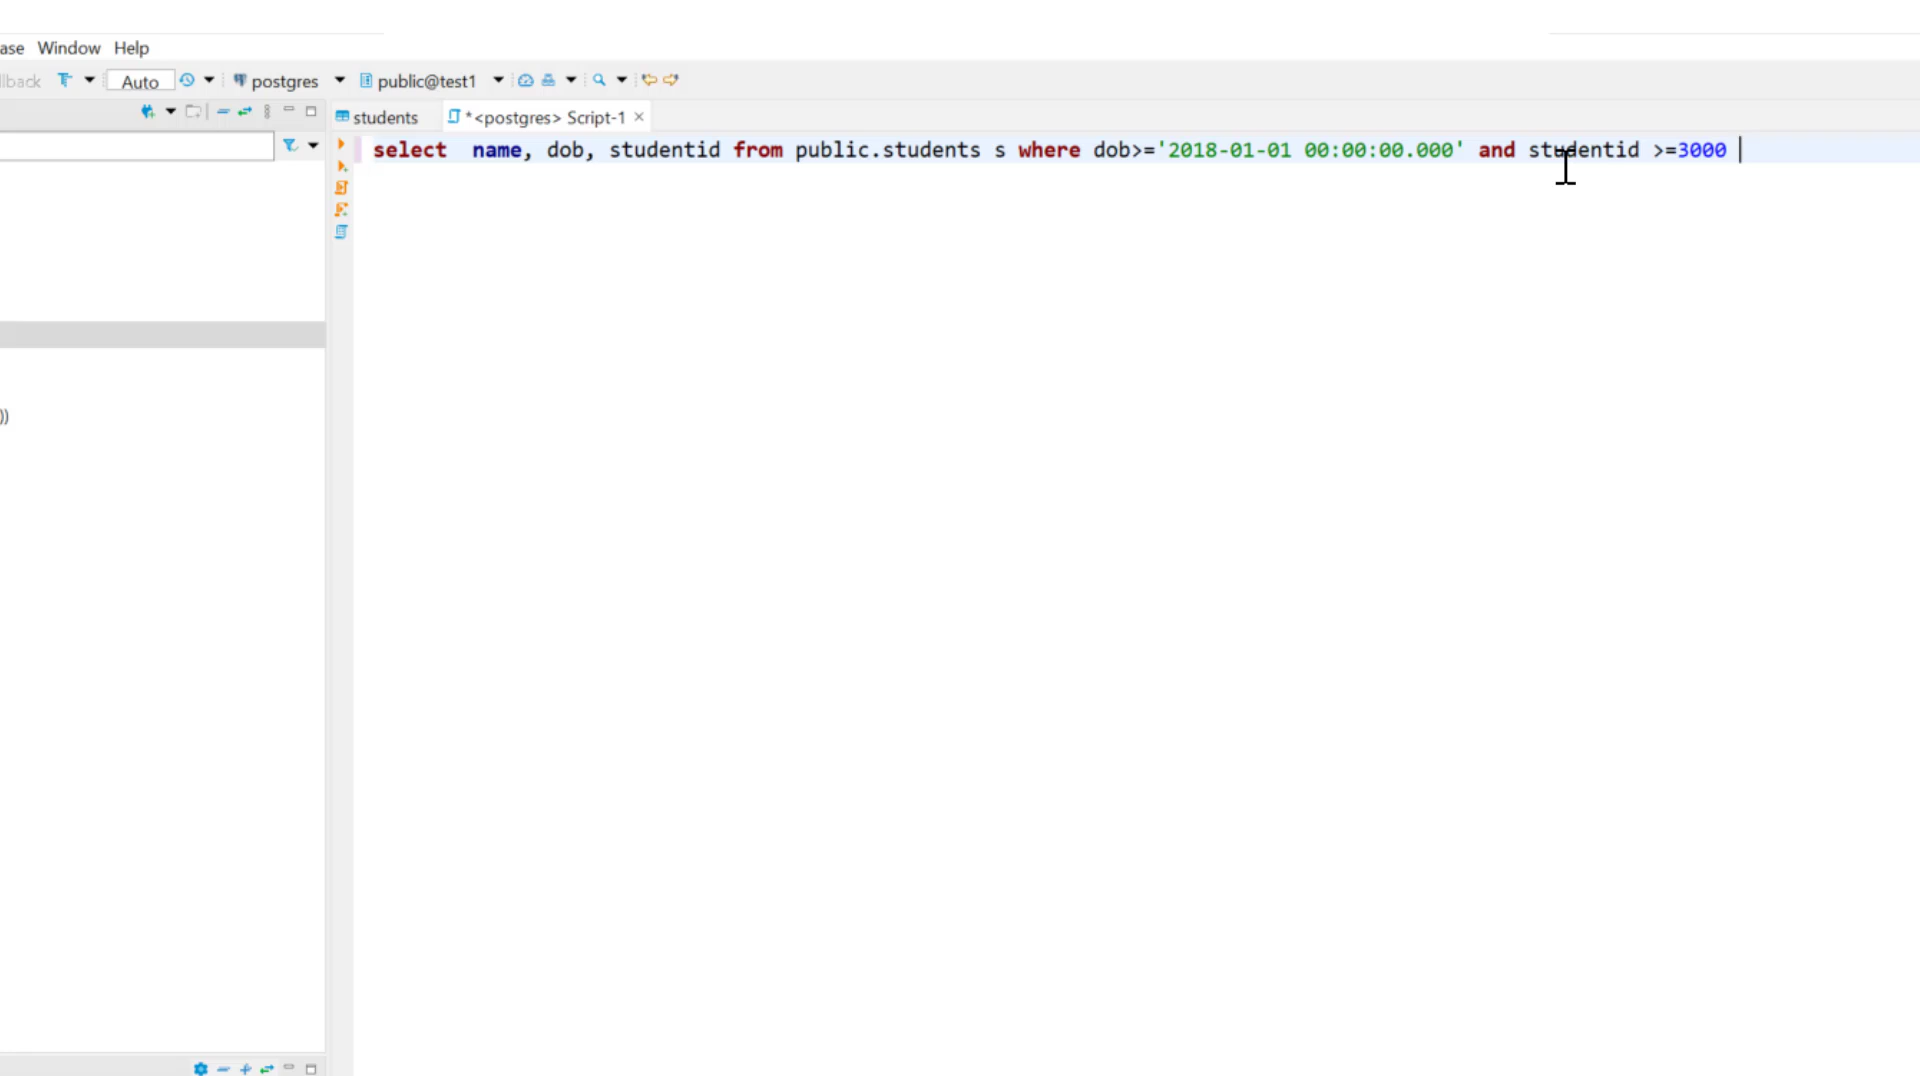 ase Window Help
llback Auto postgres public@test1
students *<postgres> Script-1
select  name, dob, studentid from public.students s where dob>='2018-01-01 00:00:00.000' and studentid >=3000
))